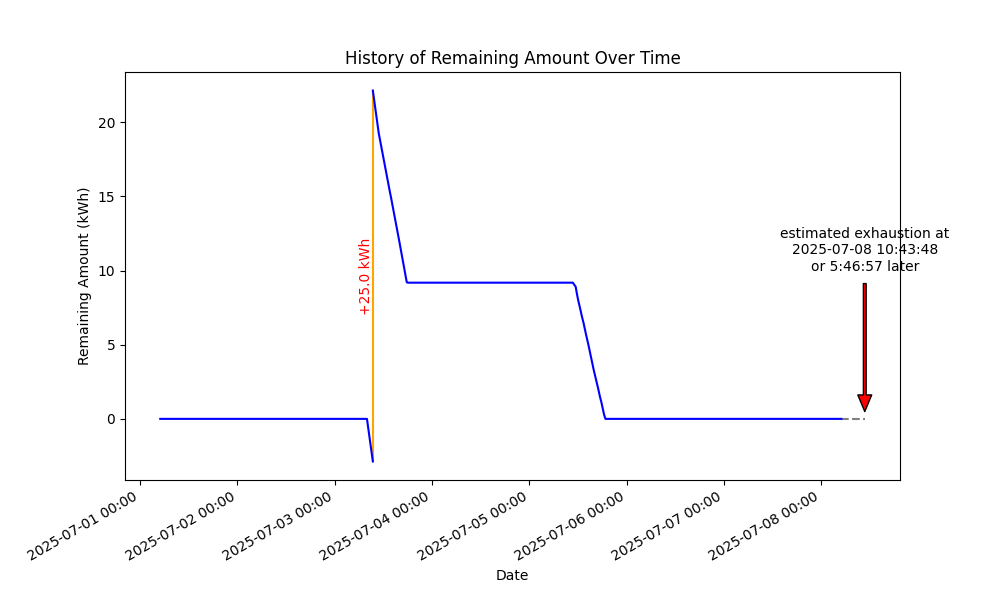 History of Remaining Amount Over Time
Remaining Amount (kWh)
20
15
10
5
0
+25.0 kWh
estimated exhaustion at
2025-07-08 10:43:48
or 5:46:57 later
2025-07-01 00:00
2025-07-02 00:00
2025-07-03 00:00
2025-07-04 00:00
2025-07-05 00:00
2025-07-06 00:00
2025-07-07 00:00
2025-07-08 00:00
Date